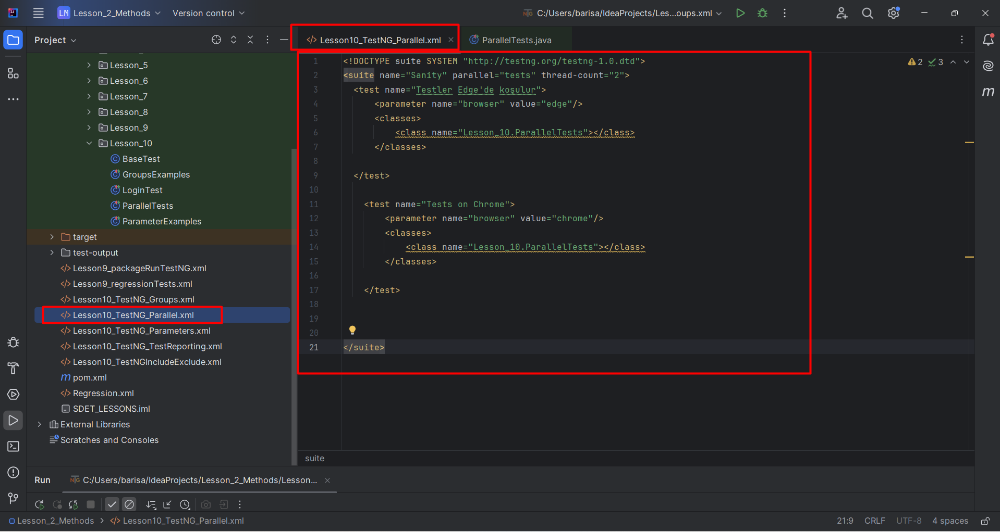 LM Lesson_2_Methods Version control C:/Users/barisa/IdeaProjects/Les...oups.xml
Project
Lesson10_TestNG_Parallel.xml ParallelTests.java
Lesson_5
Lesson_6
Lesson_7
Lesson_8
Lesson_9
Lesson_10
BaseTest
GroupsExamples
LoginTest
ParallelTests
ParameterExamples
target
test-output
Lesson9_packageRunTestNG.xml
Lesson9_regressionTests.xml
Lesson10_TestNG_Groups.xml
Lesson10_TestNG_Parallel.xml
Lesson10_TestNG_Parameters.xml
Lesson10_TestNG_TestReporting.xml
Lesson10_TestNGIncludeExclude.xml
m pom.xml
Regression.xml
SDET_LESSONS.iml
External Libraries
Scratches and Consoles
1 <!DOCTYPE suite SYSTEM "http://testng.org/testng-1.0.dtd">
2 <suite name="Sanity" parallel="tests" thread-count="2">
3 <test name="Testler Edge'de koşulur">
4 <parameter name="browser" value="edge"/>
5 <classes>
6 <class name="Lesson_10.ParallelTests"></class>
7 </classes>
8
9 </test>
10
11 <test name="Tests on Chrome">
12 <parameter name="browser" value="chrome"/>
13 <classes>
14 <class name="Lesson_10.ParallelTests"></class>
15 </classes>
16
17 </test>
18
19
20
21 </suite>
2 3
m
suite
Run C:/Users/barisa/IdeaProjects/Lesson_2_Methods/Lesson...
Lesson_2_Methods > Lesson10_TestNG_Parallel.xml 21:9 CRLF UTF-8 4 spaces